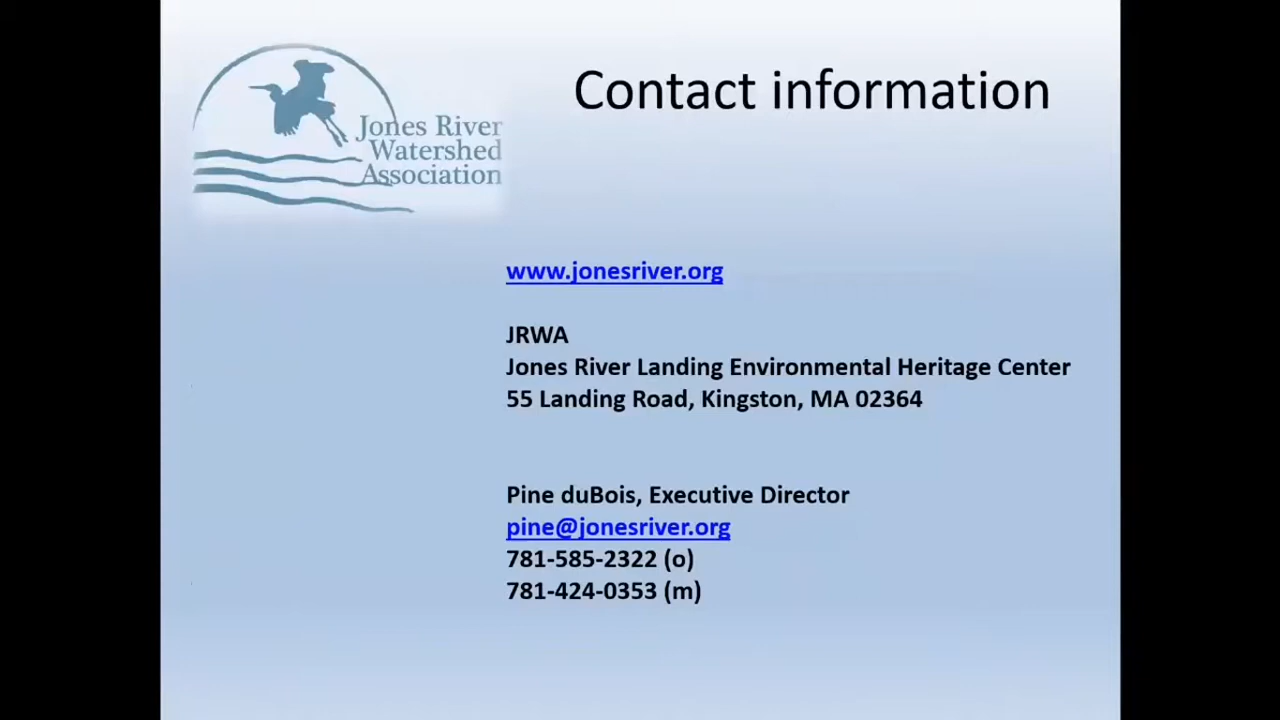 Jones River
Watershed
Association
Contact information
www.jonesriver.org
JRWA
Jones River Landing Environmental Heritage Center
55 Landing Road, Kingston, MA 02364
Pine duBois, Executive Director
pine@jonesriver.org
781-585-2322 (o)
781-424-0353 (m)